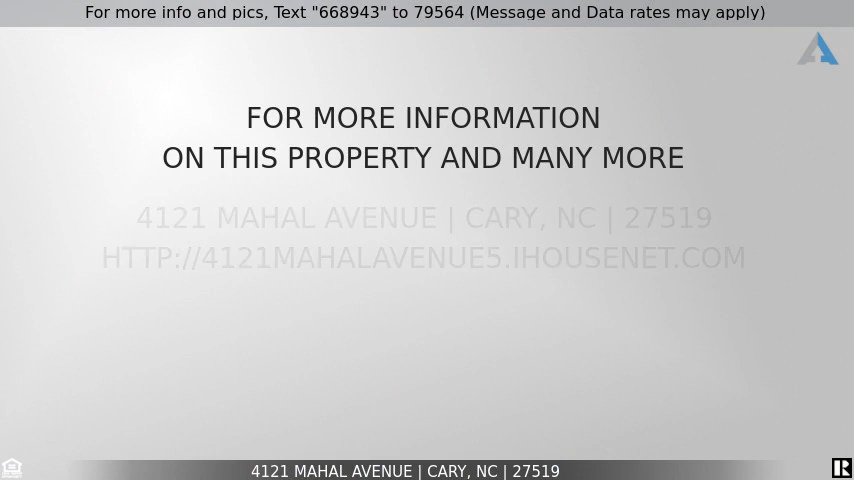 For more info and pics, Text "668943" to 79564 (Message and Data rates may apply)
FOR MORE INFORMATION
ON THIS PROPERTY AND MANY MORE
4121 MAHAL AVENUE | CARY, NC | 27519
HTTP://4121MAHALAVENUE5.IHOUSENET.COM
4121 MAHAL AVENUE | CARY, NC | 27519